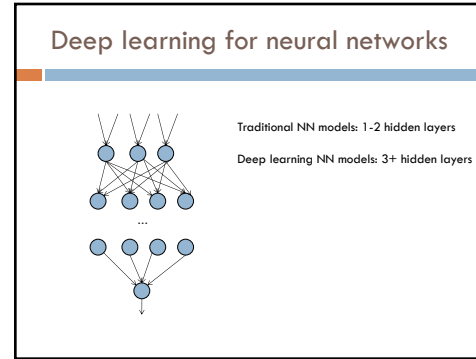 Deep learning for neural networks
Traditional NN models: 1-2 hidden layers
Deep learning NN models: 3+ hidden layers
...